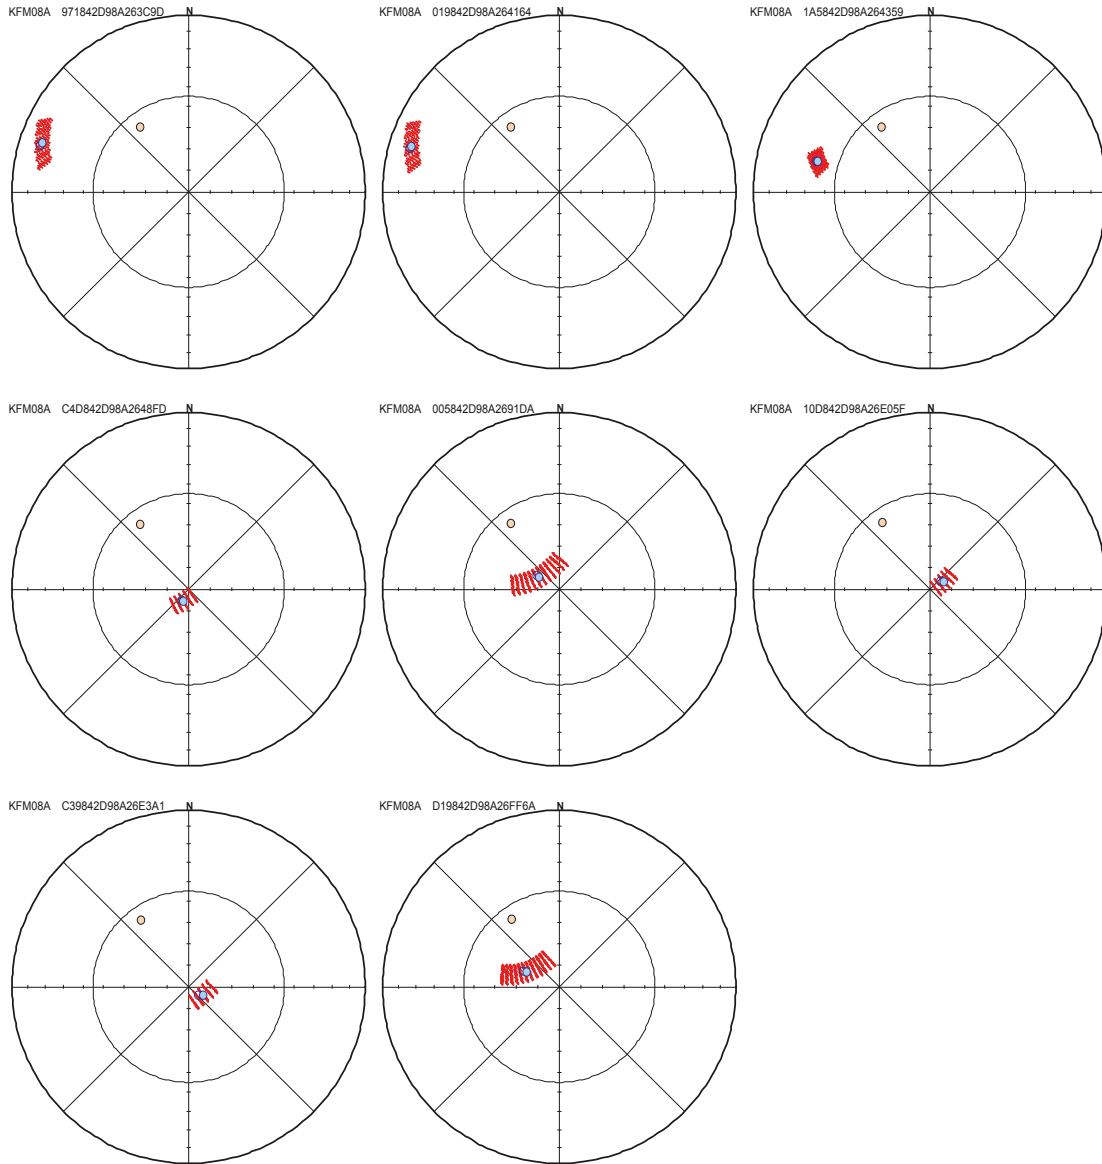 KFM08A 971842D98A263C9D N
KFM08A 019842D98A264164 N
KFM08A 1A5842D98A264359 N
KFM08A C4D842D98A2648FD N
KFM08A 005842D98A2691DA N
KFM08A 10D842D98A26E05F N
KFM08A C39842D98A26E3A1 N
KFM08A D19842D98A26FF6A N